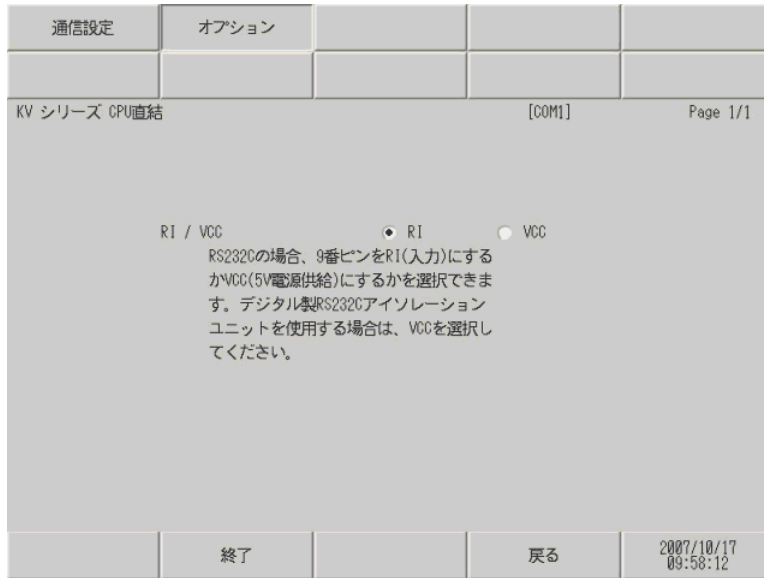 通信設定 オプション
KV シリーズ CPU直結 [COM1] Page 1/1
RI / VCC RI VCC
RS232Cの場合、9番ピンをRI(入力)にする
かVCC(5V電源供給)にするかを選択できま
す。デジタル製RS232Cアイソレーション
ユニットを使用する場合は、VCCを選択し
てください。
終了 戻る 2007/10/17
09:58:12